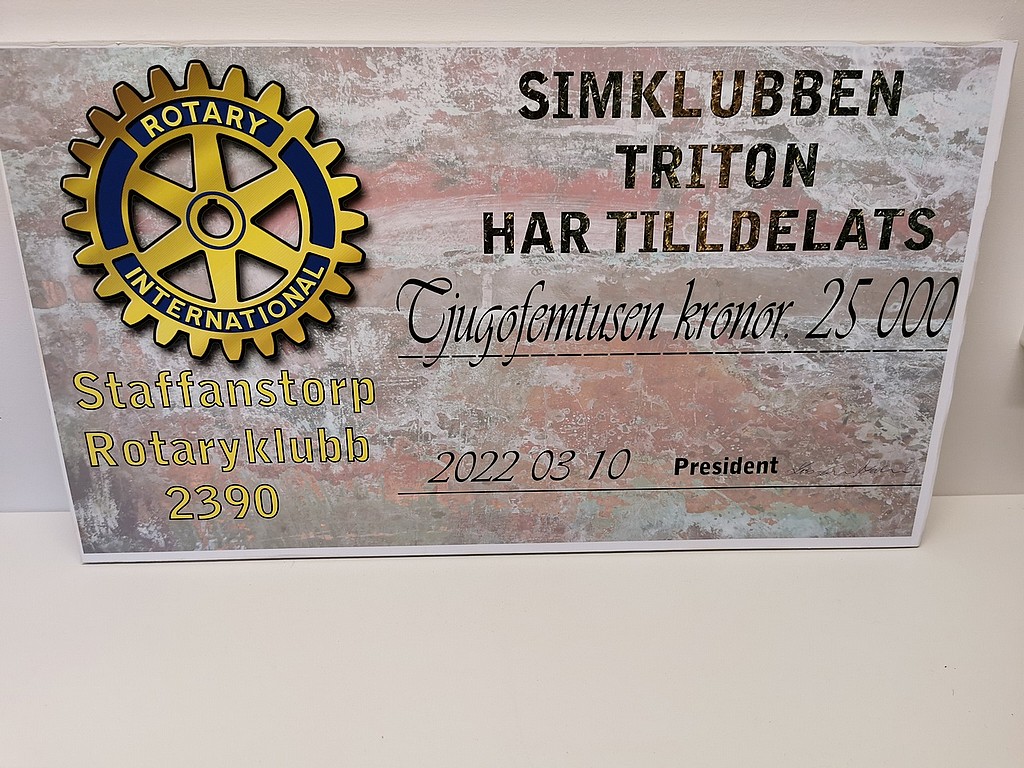 ROTARY
INTERNATIONAL
Staffanstorp
Rotaryklubb
2390
SIMKLUBBEN
TRITON
HAR TILLDELATS
Tjugofemtusen kronor. 25 000
2022 03 10 President